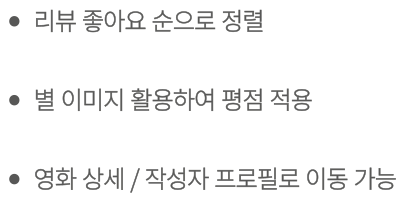 • 리뷰 좋아요 순으로 정렬
• 별 이미지 활용하여 평점 적용
• 영화 상세 / 작성자 프로필로 이동 가능